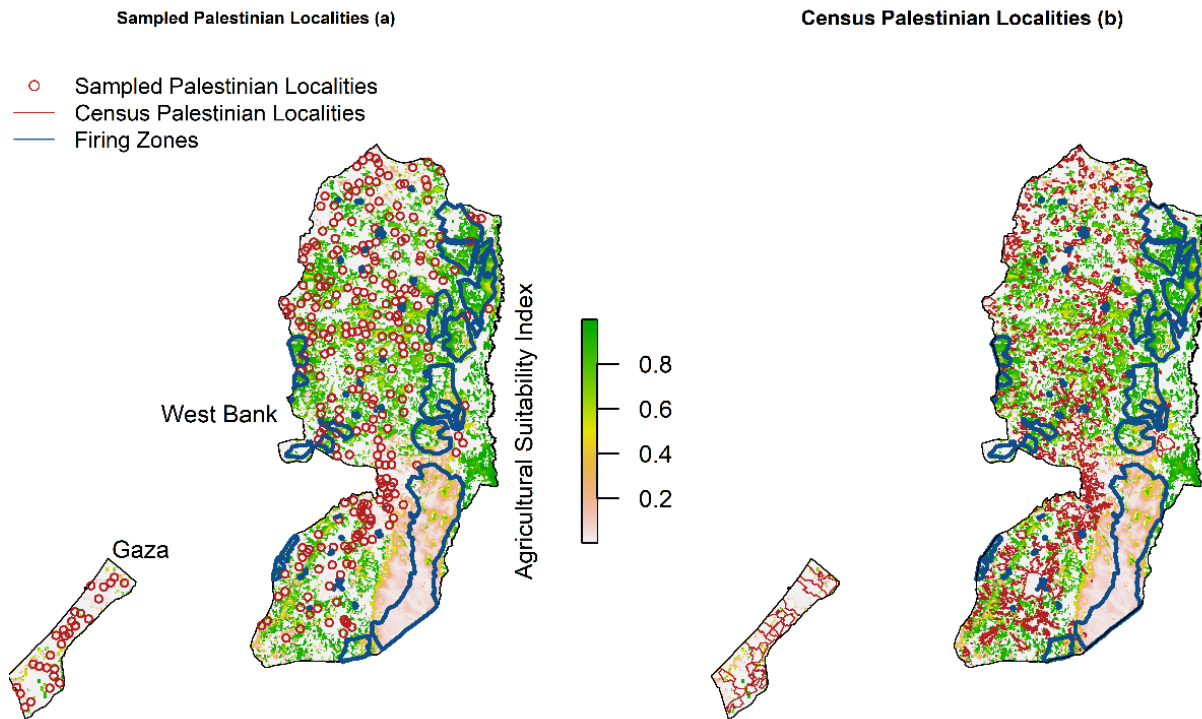 Sampled Palestinian Localities (a)
Census Palestinian Localities (b)
Sampled Palestinian Localities
Census Palestinian Localities
Firing Zones
West Bank
Gaza
Agricultural Suitability Index
0.8
0.6
0.4
0.2